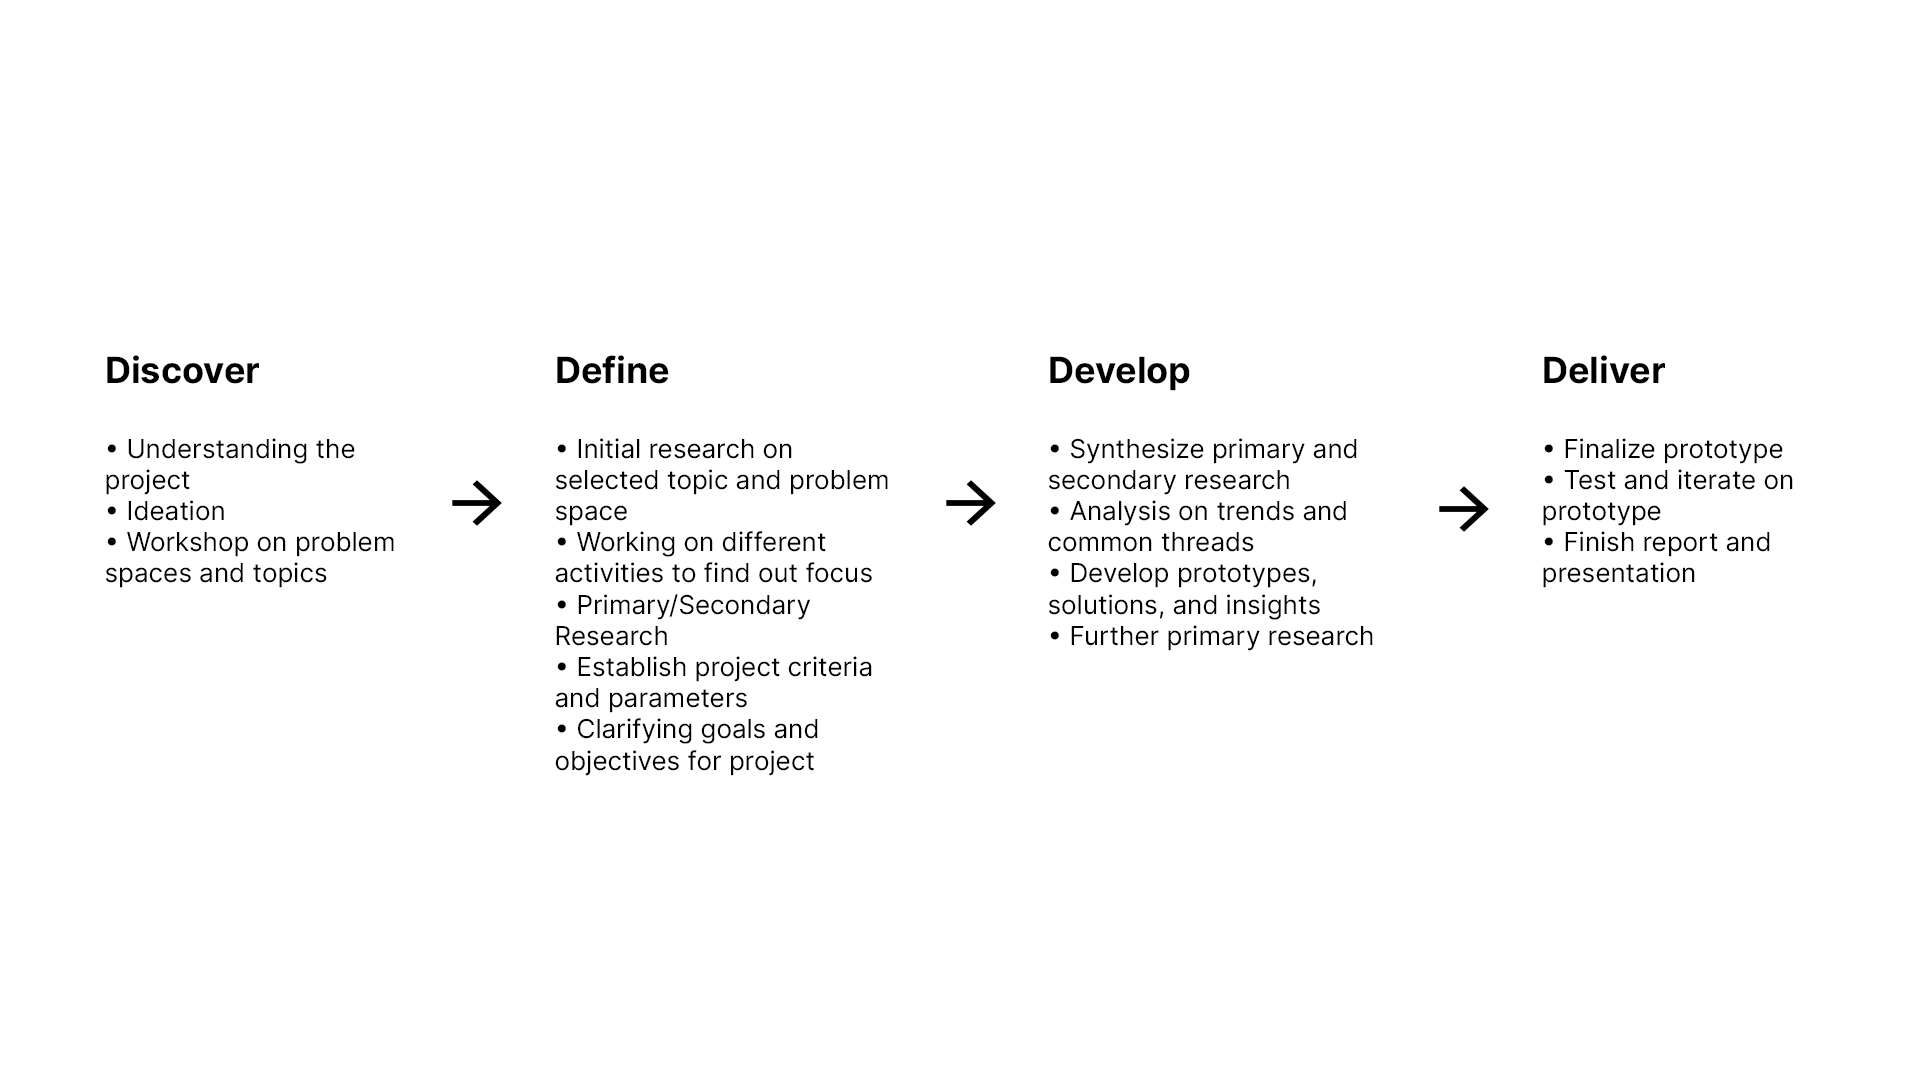 Discover
• Understanding the
project
• Ideation
• Workshop on problem
spaces and topics
Define
• Initial research on
selected topic and problem
space
• Working on different
activities to find out focus
• Primary/Secondary
Research
• Establish project criteria
and parameters
• Clarifying goals and
objectives for project
Develop
• Synthesize primary and
secondary research
• Analysis on trends and
common threads
• Develop prototypes,
solutions, and insights
• Further primary research
Deliver
• Finalize prototype
• Test and iterate on
prototype
• Finish report and
presentation